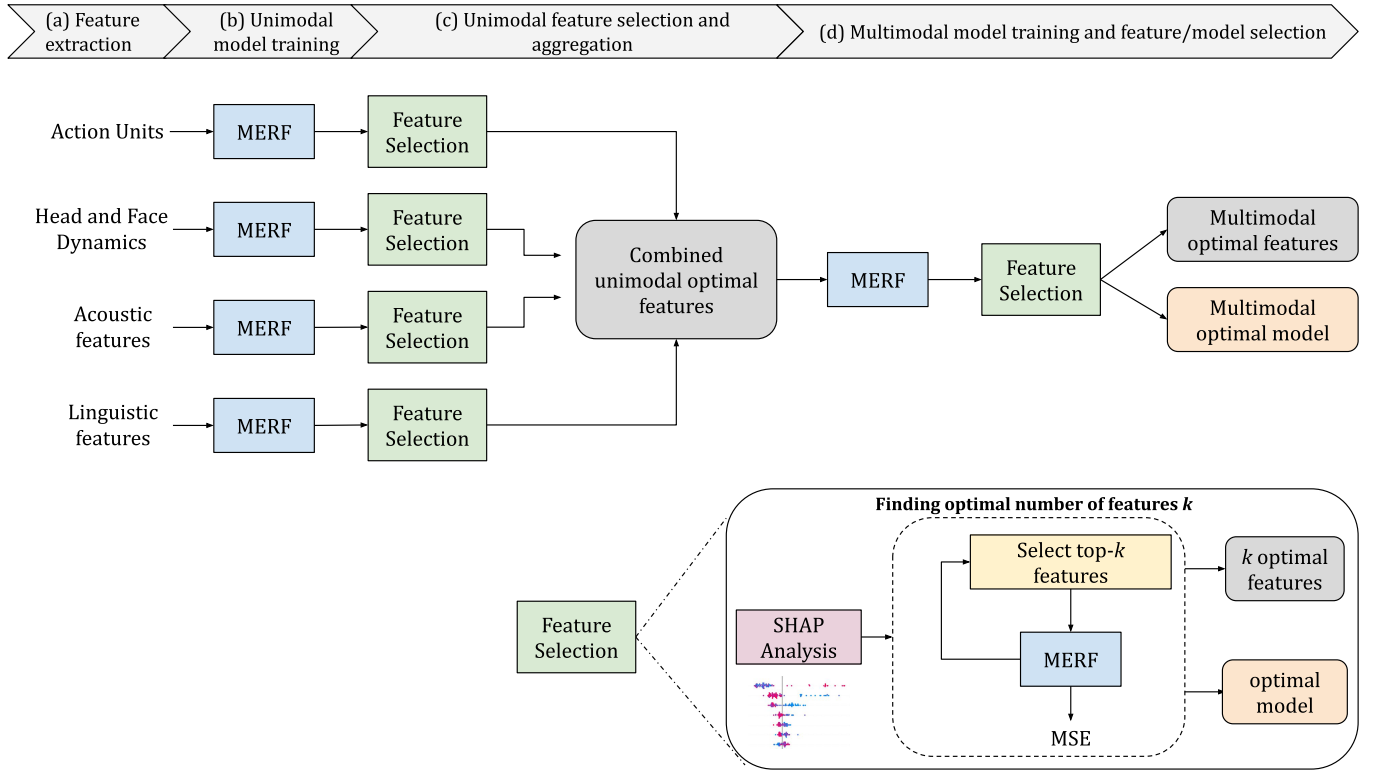 (a) Feature
extraction
(b) Unimodal
model training
(c) Unimodal feature selection and
aggregation
(d) Multimodal model training and feature/model selection
Action Units
MERF
Feature
Selection
Head and Face
Dynamics
MERF
Feature
Selection
Acoustic
features
MERF
Feature
Selection
Linguistic
features
MERF
Feature
Selection
Combined
unimodal optimal
features
MERF
Feature
Selection
Multimodal
optimal features
Multimodal
optimal model
Feature
Selection
Finding optimal number of features k
SHAP
Analysis
Select top-k
features
MERF
MSE
k optimal
features
optimal
model